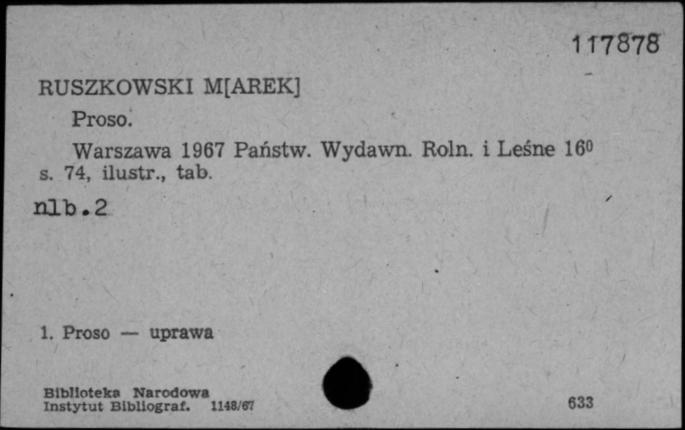 117878
RUSZKOWSKI M[AREK]
Proso.
Warszawa 1967 Państw. Wydawn. Roln. i Leśne 16⁰
s. 74, ilustr., tab.
nlb.2
1. Proso — uprawa
Biblioteka Narodowa
Instytut Bibliograf. 1148/67
633